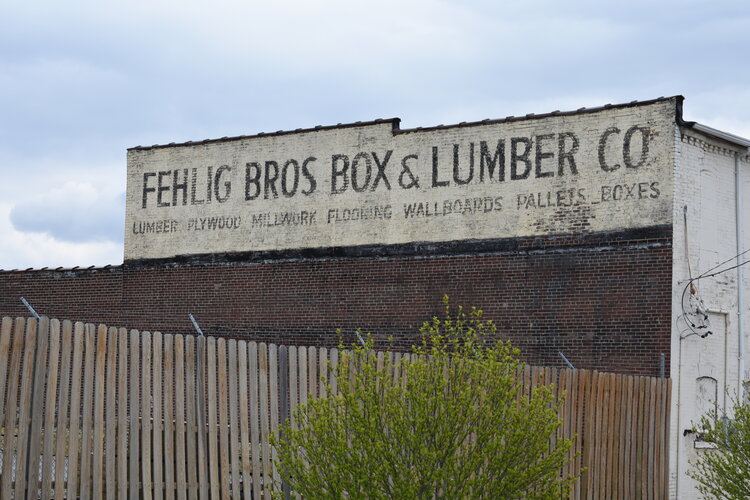 FEHLIG BROS BOX & LUMBER CO
LUMBER PLYWOOD MILLWORK FLOORING WALLBOARDS PALLETS BOXES